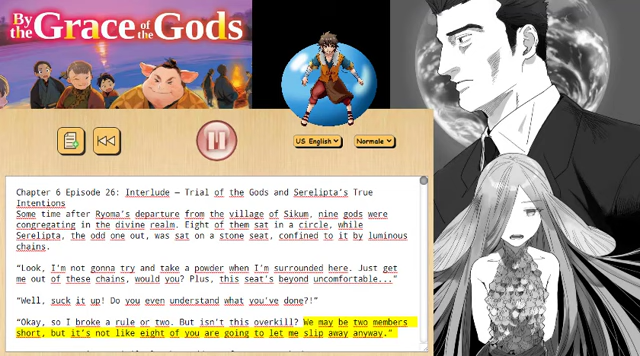 By the Grace of the Gods
US English
Normale
Chapter 6 Episode 26: Interlude — Trial of the Gods and Serelipta's True
Intentions
Some time after Ryoma's departure from the village of Sikum, nine gods were
congregating in the divine realm. Eight of them sat in a circle, while
Serelipta, the odd one out, was sat on a stone seat, confined to it by luminous
chains.
“Look, I'm not gonna try and take a powder when I'm surrounded here. Just get
me out of these chains, would you? Plus, this seat's beyond uncomfortable...”
“Well, suck it up! Do you even understand what you've done?!”
“Okay, so I broke a rule or two. But isn't this overkill? We may be two members
short, but it's not like eight of you are going to let me slip away anyway.”